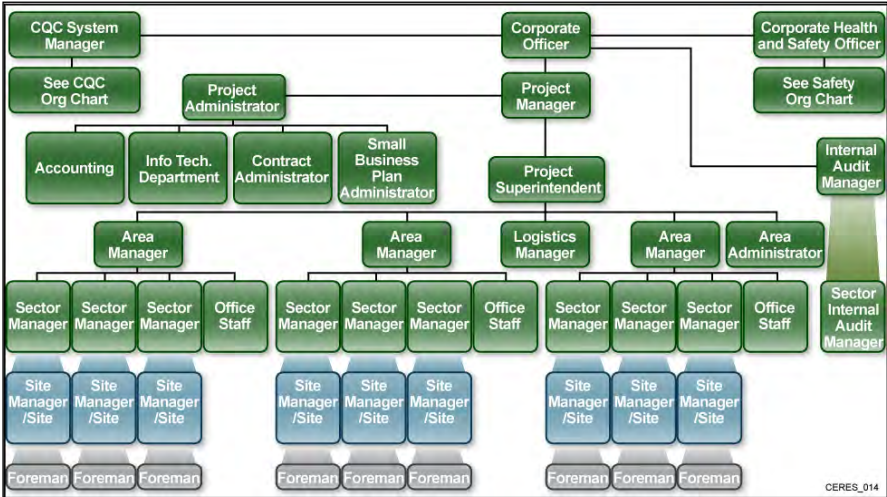 CQC System
Manager
Corporate
Officer
Corporate Health
and Safety Officer
See CQC
Org Chart
Project
Administrator
Project
Manager
See Safety
Org Chart
Accounting
Info Tech.
Department
Contract
Administrator
Small
Business
Plan
Administrator
Project
Superintendent
Internal
Audit
Manager
Area
Manager
Area
Manager
Logistics
Manager
Area
Manager
Area
Administrator
Sector
Manager
Sector
Manager
Sector
Manager
Office
Staff
Sector
Manager
Sector
Manager
Sector
Manager
Office
Staff
Sector
Manager
Sector
Manager
Sector
Manager
Office
Staff
Sector
Internal
Audit
Manager
Site
Manager
/Site
Site
Manager
/Site
Site
Manager
/Site
Site
Manager
/Site
Site
Manager
/Site
Site
Manager
/Site
Site
Manager
/Site
Site
Manager
/Site
Site
Manager
/Site
Foreman
Foreman
Foreman
Foreman
Foreman
Foreman
Foreman
Foreman
Foreman
CERES_014